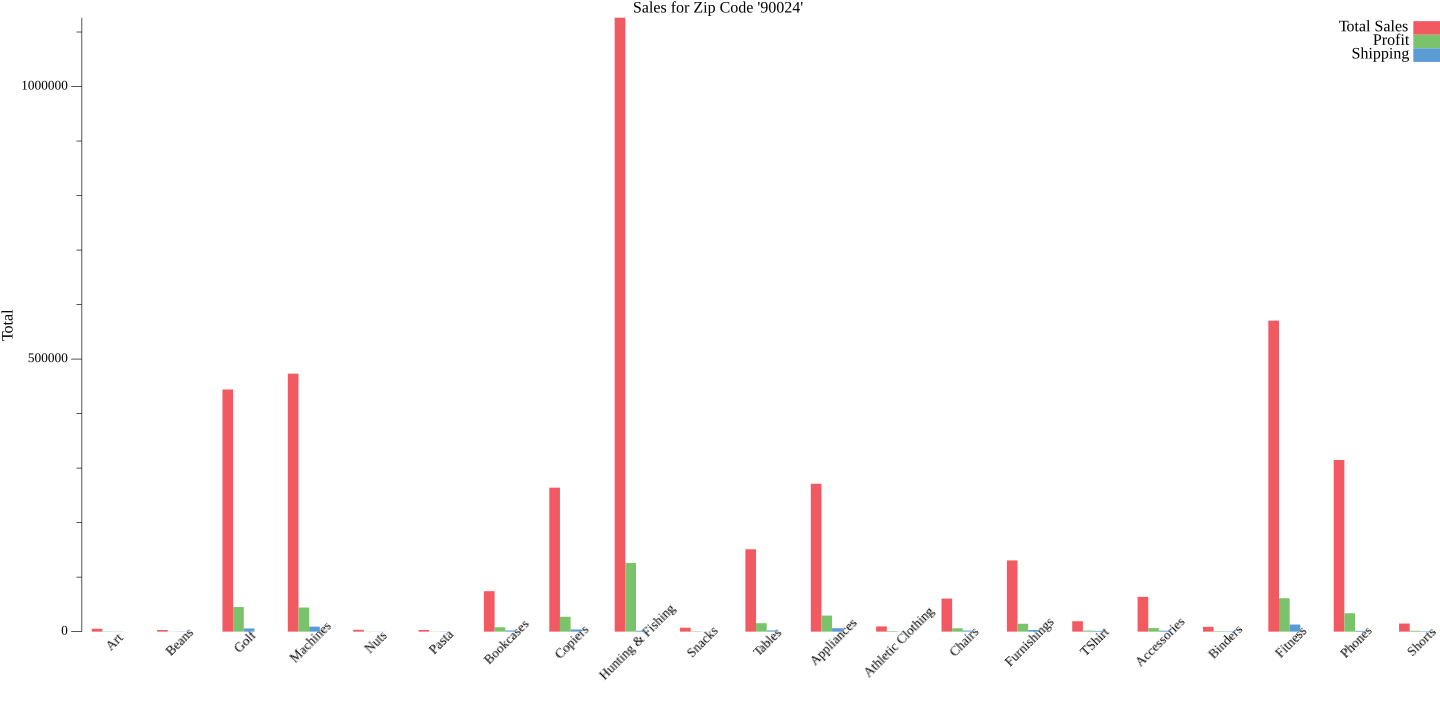 Sales for Zip Code '90024'
Total Sales
Profit
Shipping
1000000
500000
0
Total
Art
Beans
Golf
Machines
Nuts
Pasta
Bookcases
Copiers
Hunting & Fishing
Snacks
Tables
Appliances
Athletic Clothing
Chairs
Furnishings
TShirt
Accessories
Binders
Fitness
Phones
Shorts